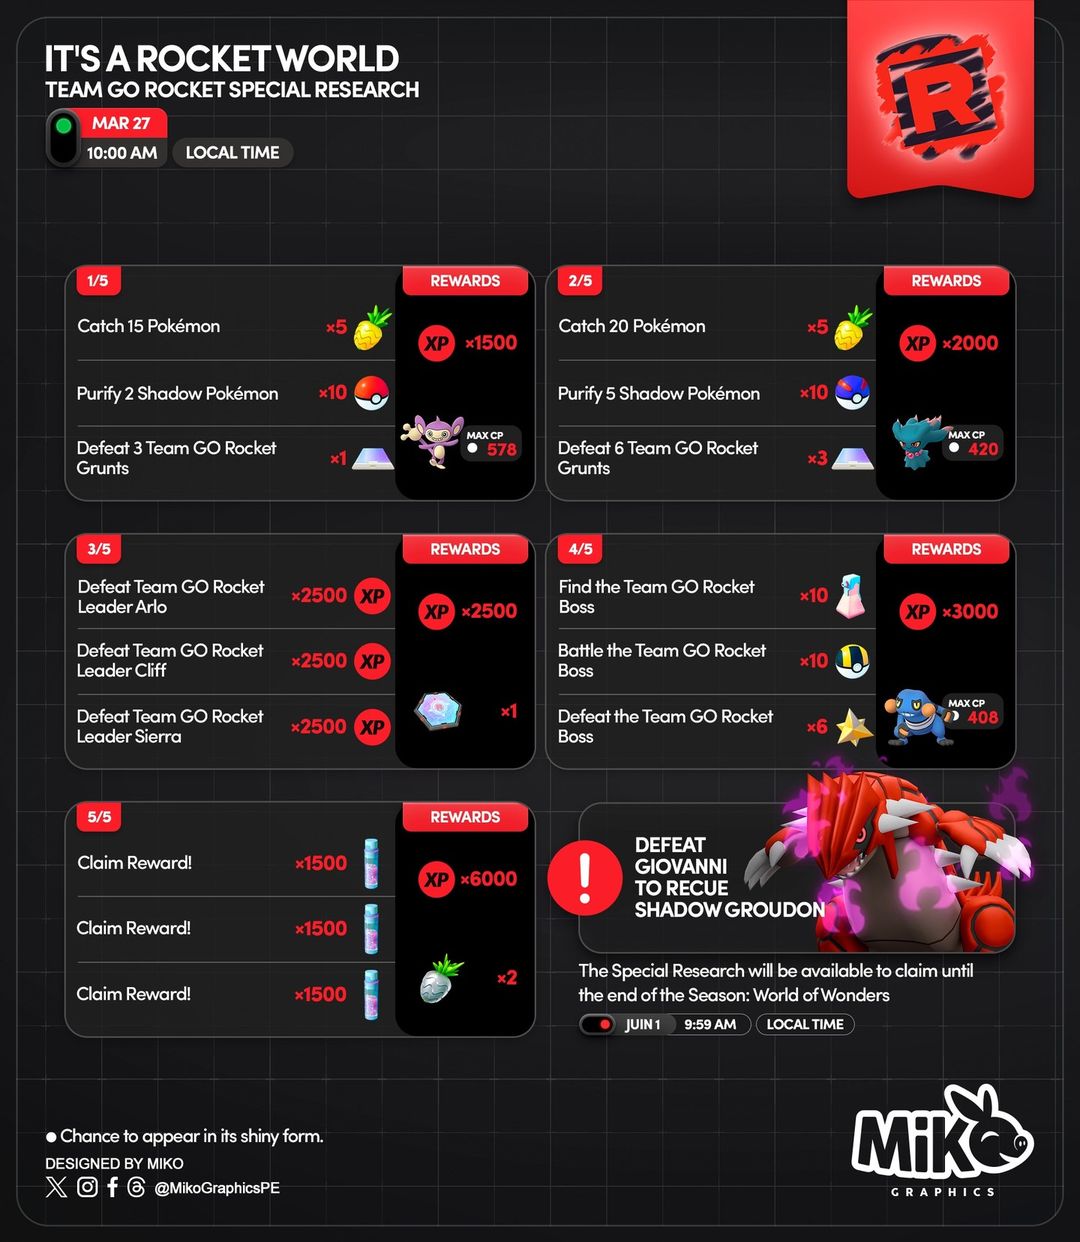 IT'S A ROCKET WORLD
TEAM GO ROCKET SPECIAL RESEARCH
MAR 27
10:00 AM LOCAL TIME
R
1/5 REWARDS
Catch 15 Pokémon ×5
XP ×1500
Purify 2 Shadow Pokémon ×10
Defeat 3 Team GO Rocket
Grunts ×1
MAX CP
578
2/5 REWARDS
Catch 20 Pokémon ×5
XP ×2000
Purify 5 Shadow Pokémon ×10
Defeat 6 Team GO Rocket
Grunts ×3
MAX CP
420
3/5 REWARDS
Defeat Team GO Rocket
Leader Arlo ×2500 XP
XP ×2500
Defeat Team GO Rocket
Leader Cliff ×2500 XP
Defeat Team GO Rocket
Leader Sierra ×2500 XP
×1
4/5 REWARDS
Find the Team GO Rocket
Boss ×10
XP ×3000
Battle the Team GO Rocket
Boss ×10
Defeat the Team GO Rocket
Boss ×6
MAX CP
408
5/5 REWARDS
Claim Reward! ×1500
XP ×6000
Claim Reward! ×1500
Claim Reward! ×1500
×2
!
DEFEAT
GIOVANNI
TO RECUE
SHADOW GROUDON
The Special Research will be available to claim until
the end of the Season: World of Wonders
JUIN 1 9:59 AM LOCAL TIME
Chance to appear in its shiny form.
DESIGNED BY MIKO
@MikoGraphicsPE
MiKO
GRAPHICS